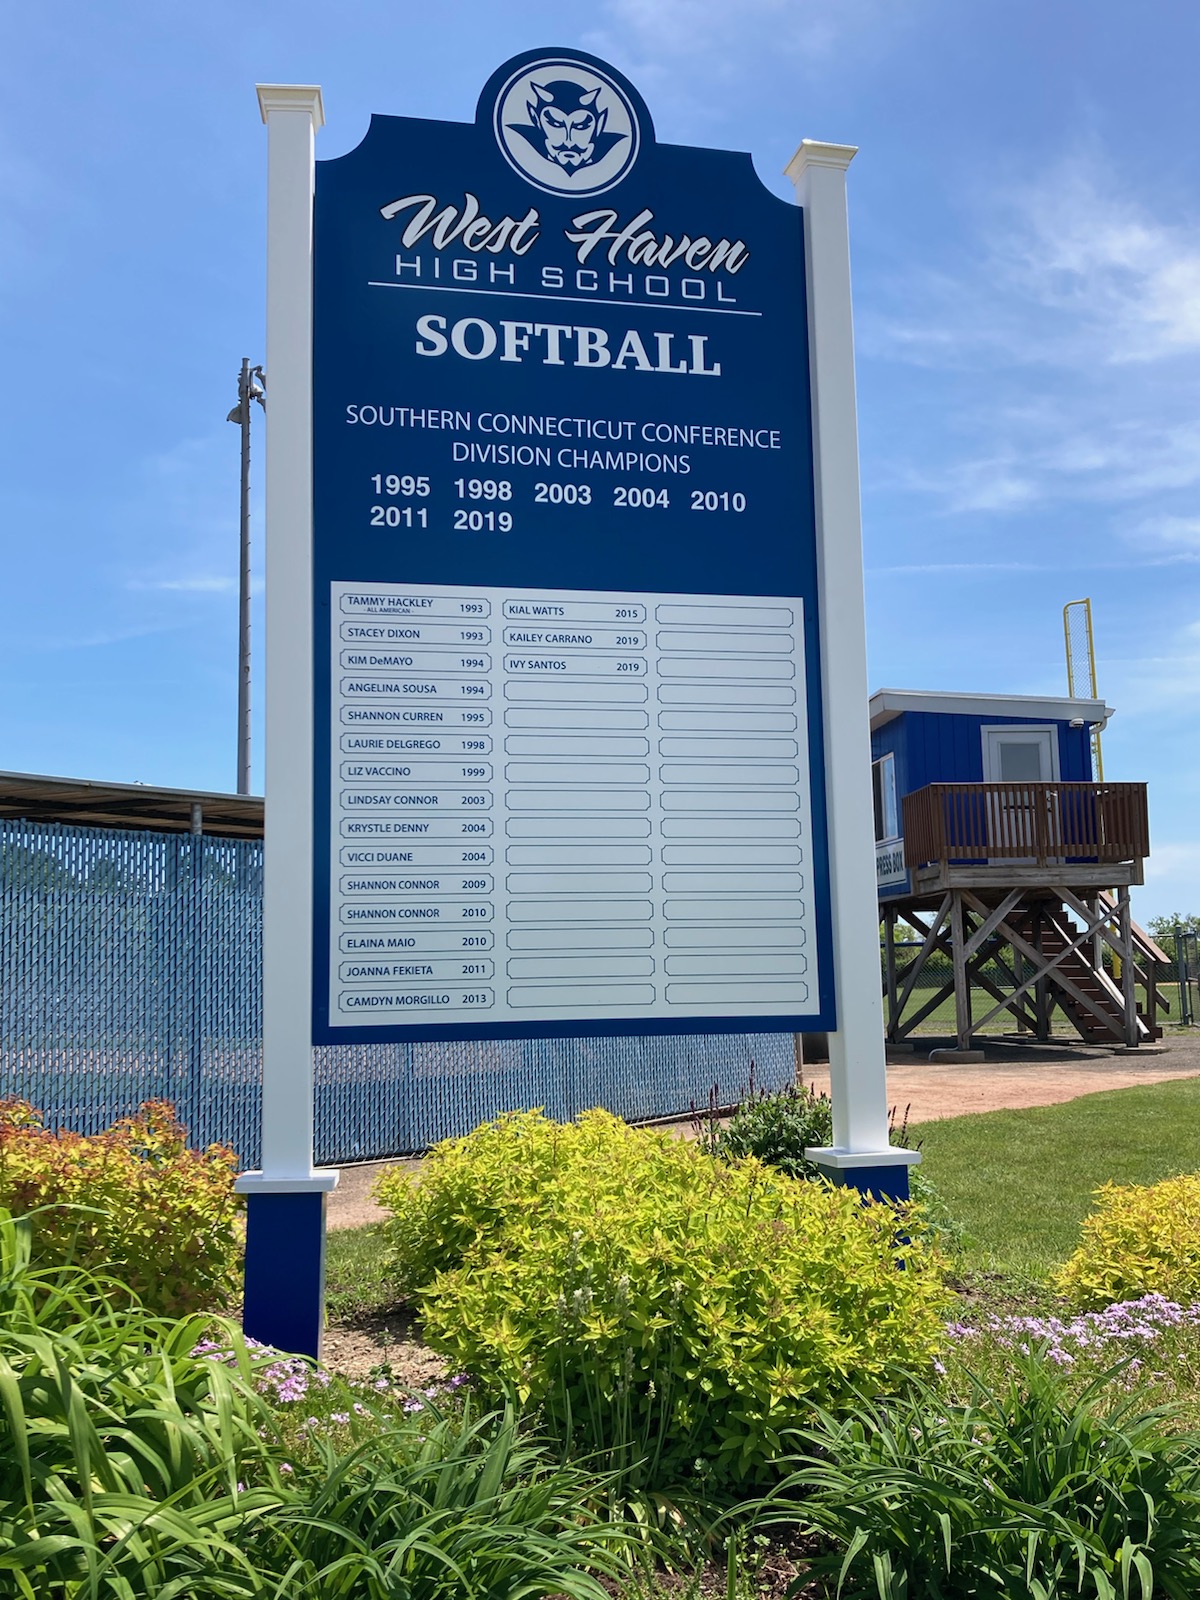 West Haven
HIGH SCHOOL
SOFTBALL
SOUTHERN CONNECTICUT CONFERENCE
DIVISION CHAMPIONS
1995 1998 2003 2004 2010
2011 2019
TAMMY HACKLEY 1993
- ALL AMERICAN -
STACEY DIXON 1993
KIM DeMAYO 1994
ANGELINA SOUSA 1994
SHANNON CURREN 1995
LAURIE DELGREGO 1998
LIZ VACCINO 1999
LINDSAY CONNOR 2003
KRYSTLE DENNY 2004
VICCI DUANE 2004
SHANNON CONNOR 2009
SHANNON CONNOR 2010
ELAINA MAIO 2010
JOANNA FEKIETA 2011
CAMDYN MORGILLO 2013
KIAL WATTS 2015
KAILEY CARRANO 2019
IVY SANTOS 2019
PRESS BOX